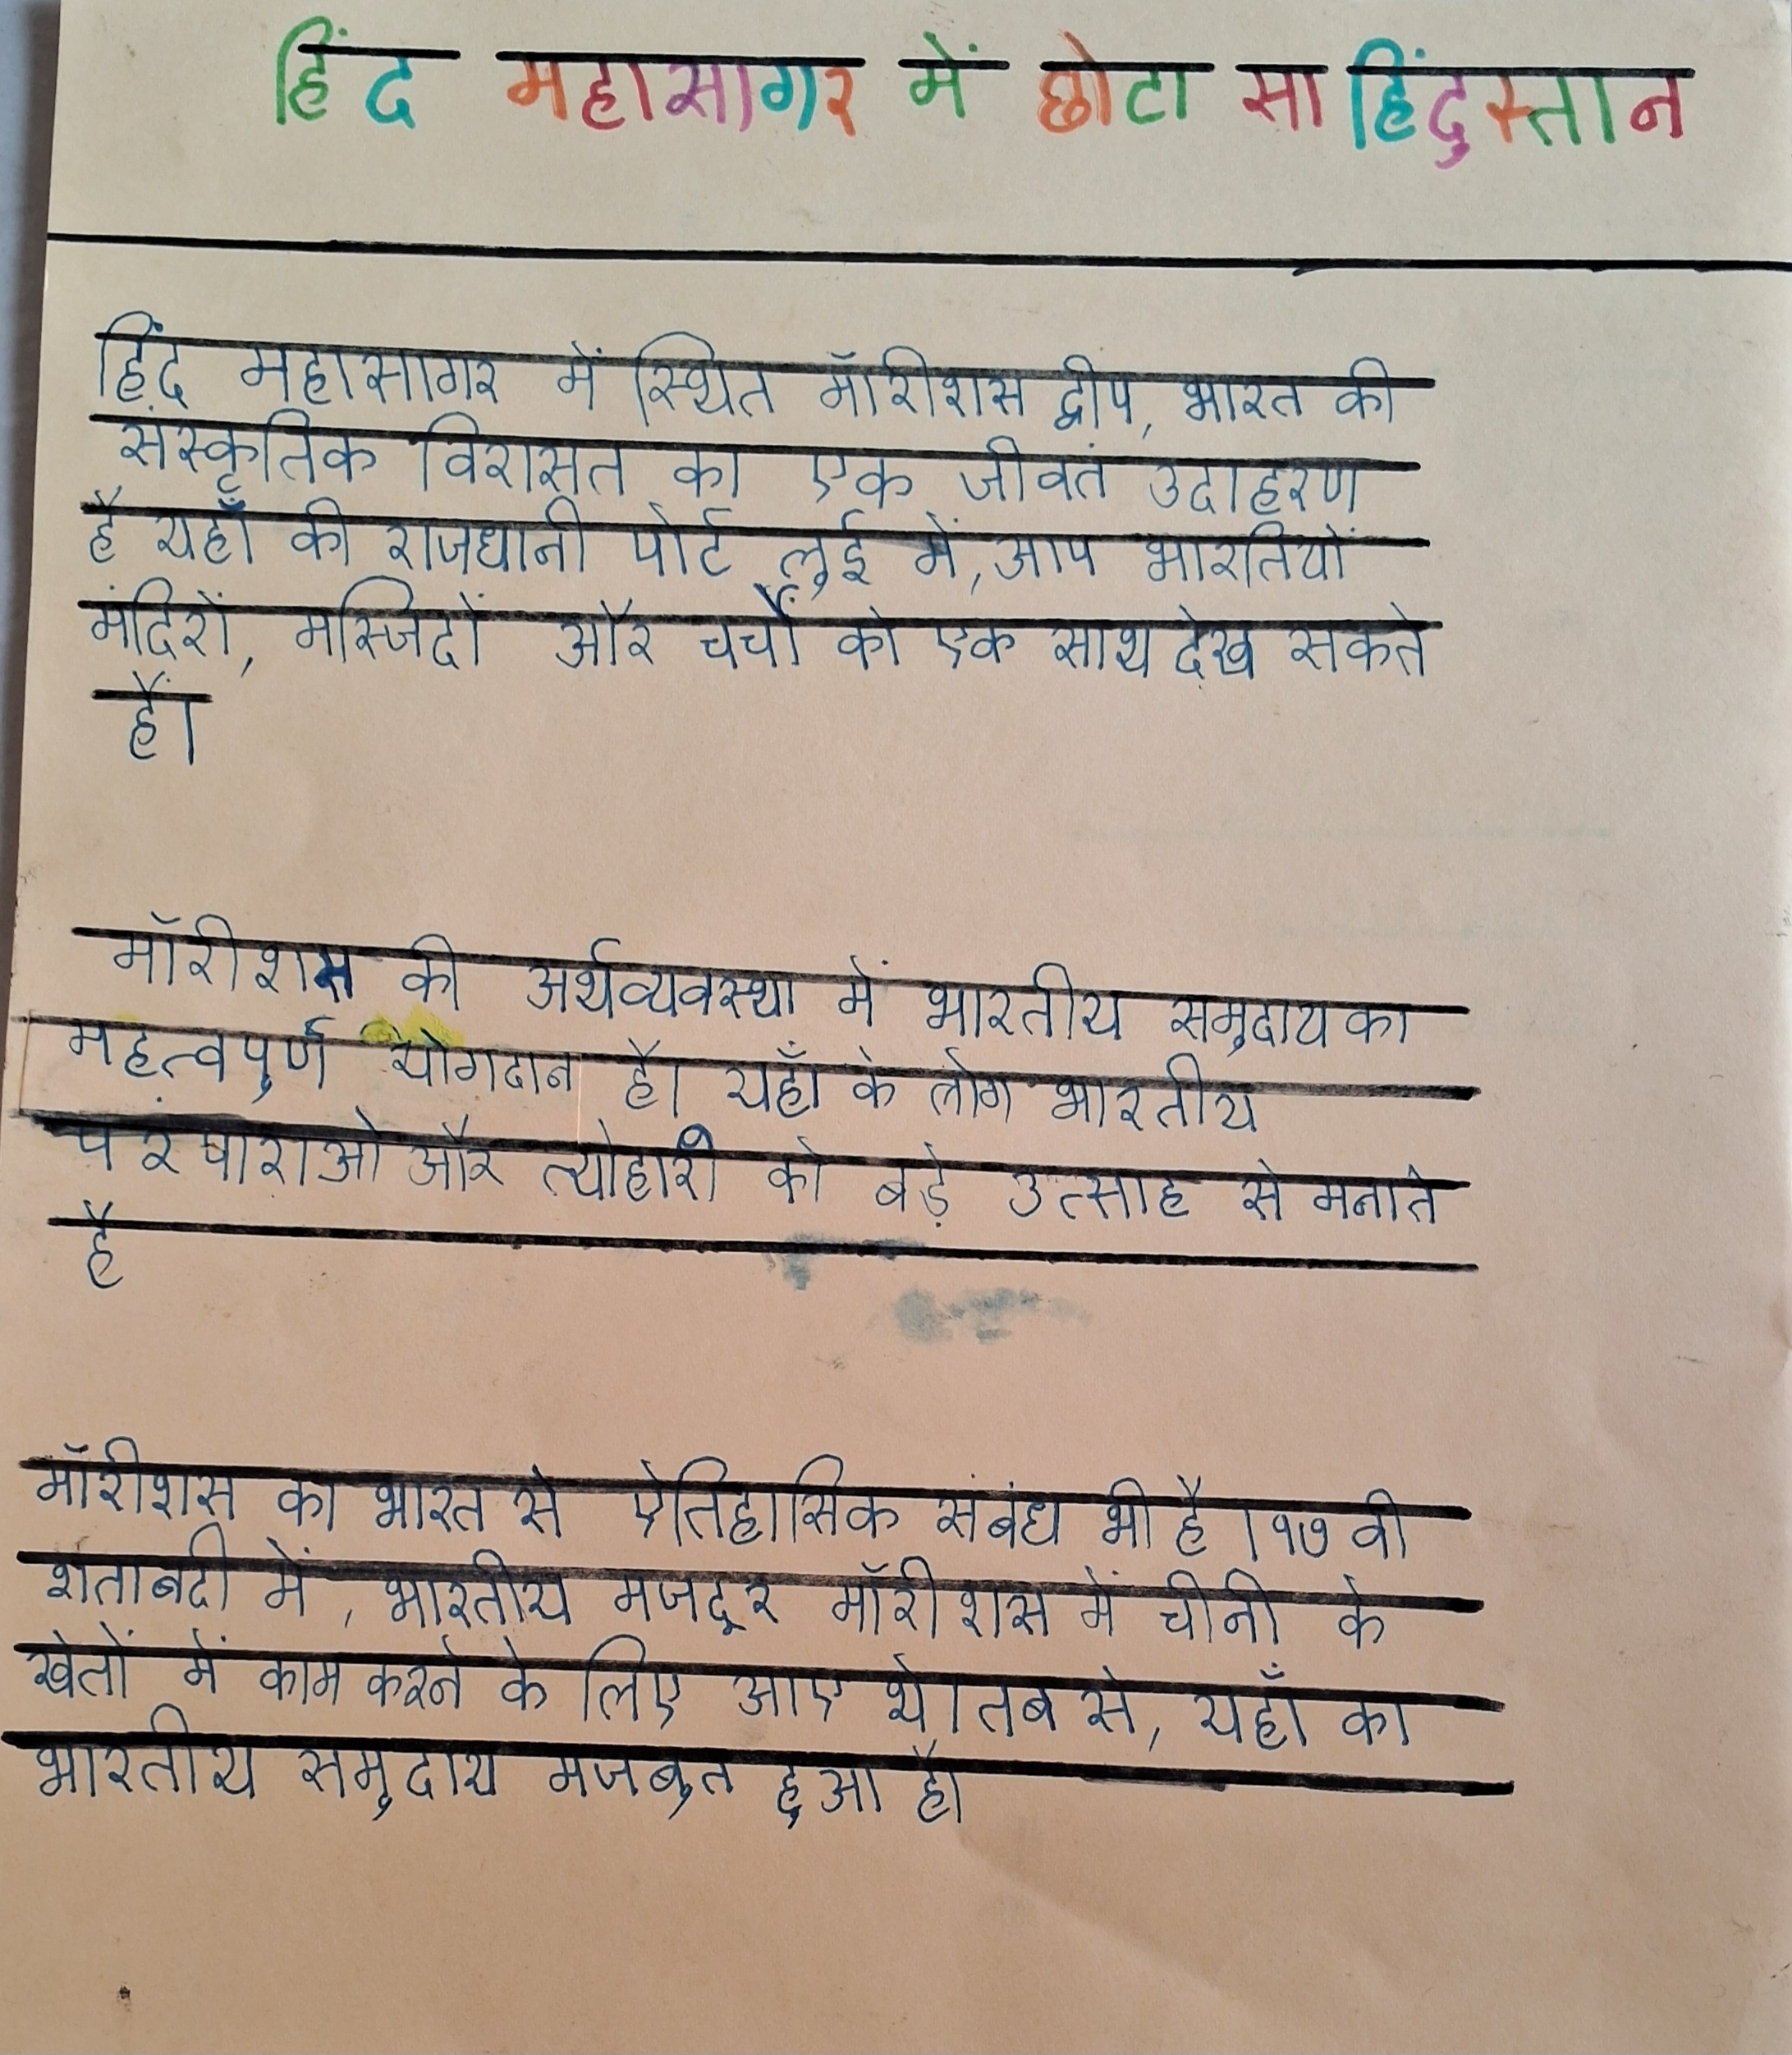 हिंद महासागर में छोटा सा हिंदुस्तान
हिंद महासागर में स्थित मॉरीशस द्वीप, भारत की
संस्कृतिक विरासत का एक जीवतं उदाहरण
है यहाँ की राजधानी पोर्ट लुई में, आप भारतियों
मंदिरों, मस्जिदों और चर्चों को एक साथ देख सकते
हैं।
मॉरीशस की अर्थव्यवस्था में भारतीय समुदाय का
महत्वपुर्ण योगदान है। यहाँ के लोग भारतीय
और त्योहारों को बड़े उत्साह से मनाते
है
मॉरीशस का भारत से ऐतिहासिक संबंध भी है। १७ वी
शताबदी में, भारतीय मजदूर मॉरीशस में चीनी के
खेतों में काम करने के लिए आए थे। तब से, यहाँ का
भारतीय समुदाय मजबुत हुआ है।